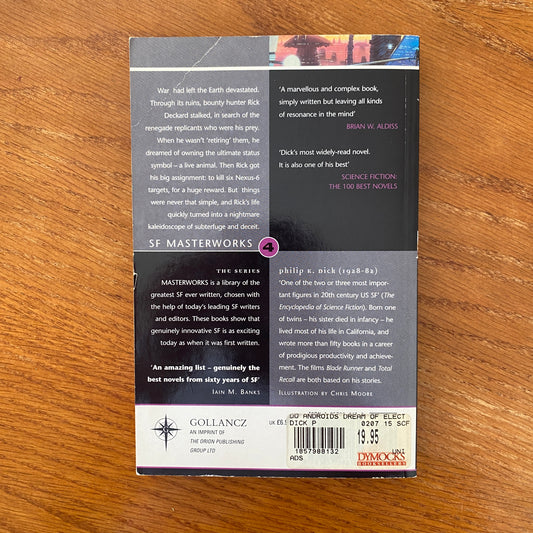 War had left the Earth devastated.
Through its ruins, bounty hunter Rick
Deckard stalked, in search of the
renegade replicants who were his prey.
When he wasn't 'retiring' them, he
dreamed of owning the ultimate status
symbol – a live animal. Then Rick got
his big assignment: to kill six Nexus-6
targets, for a huge reward. But things
were never that simple, and Rick's life
quickly turned into a nightmare
kaleidoscope of subterfuge and deceit.
'A marvellous and complex book,
simply written but leaving all kinds
of resonance in the mind'
BRIAN W. ALDISS
'Dick's most widely-read novel.
It is also one of his best'
SCIENCE FICTION:
THE 100 BEST NOVELS
SF MASTERWORKS 4
THE SERIES
MASTERWORKS is a library of the
greatest SF ever written, chosen with
the help of today's leading SF writers
and editors. These books show that
genuinely innovative SF is as exciting
today as when it was first written.
'An amazing list – genuinely the
best novels from sixty years of SF'
IAIN M. BANKS
philip k. dick (1928-82)
'One of the two or three most impor-
tant figures in 20th century US SF' (The
Encyclopedia of Science Fiction). Born one
of twins – his sister died in infancy – he
lived most of his life in California, and
wrote more than fifty books in a career
of prodigious productivity and achieve-
ment. The films Blade Runner and Total
Recall are both based on his stories.
ILLUSTRATION BY CHRIS MOORE
GOLLANCZ
AN IMPRINT OF
THE ORION PUBLISHING
GROUP LTD
UK
DO ANDROIDS DREAM OF ELECT
DICK P 0207 15 SCF
19.95
1857988132 UNI
ADS
DYMOCKS
BOOKSELLERS